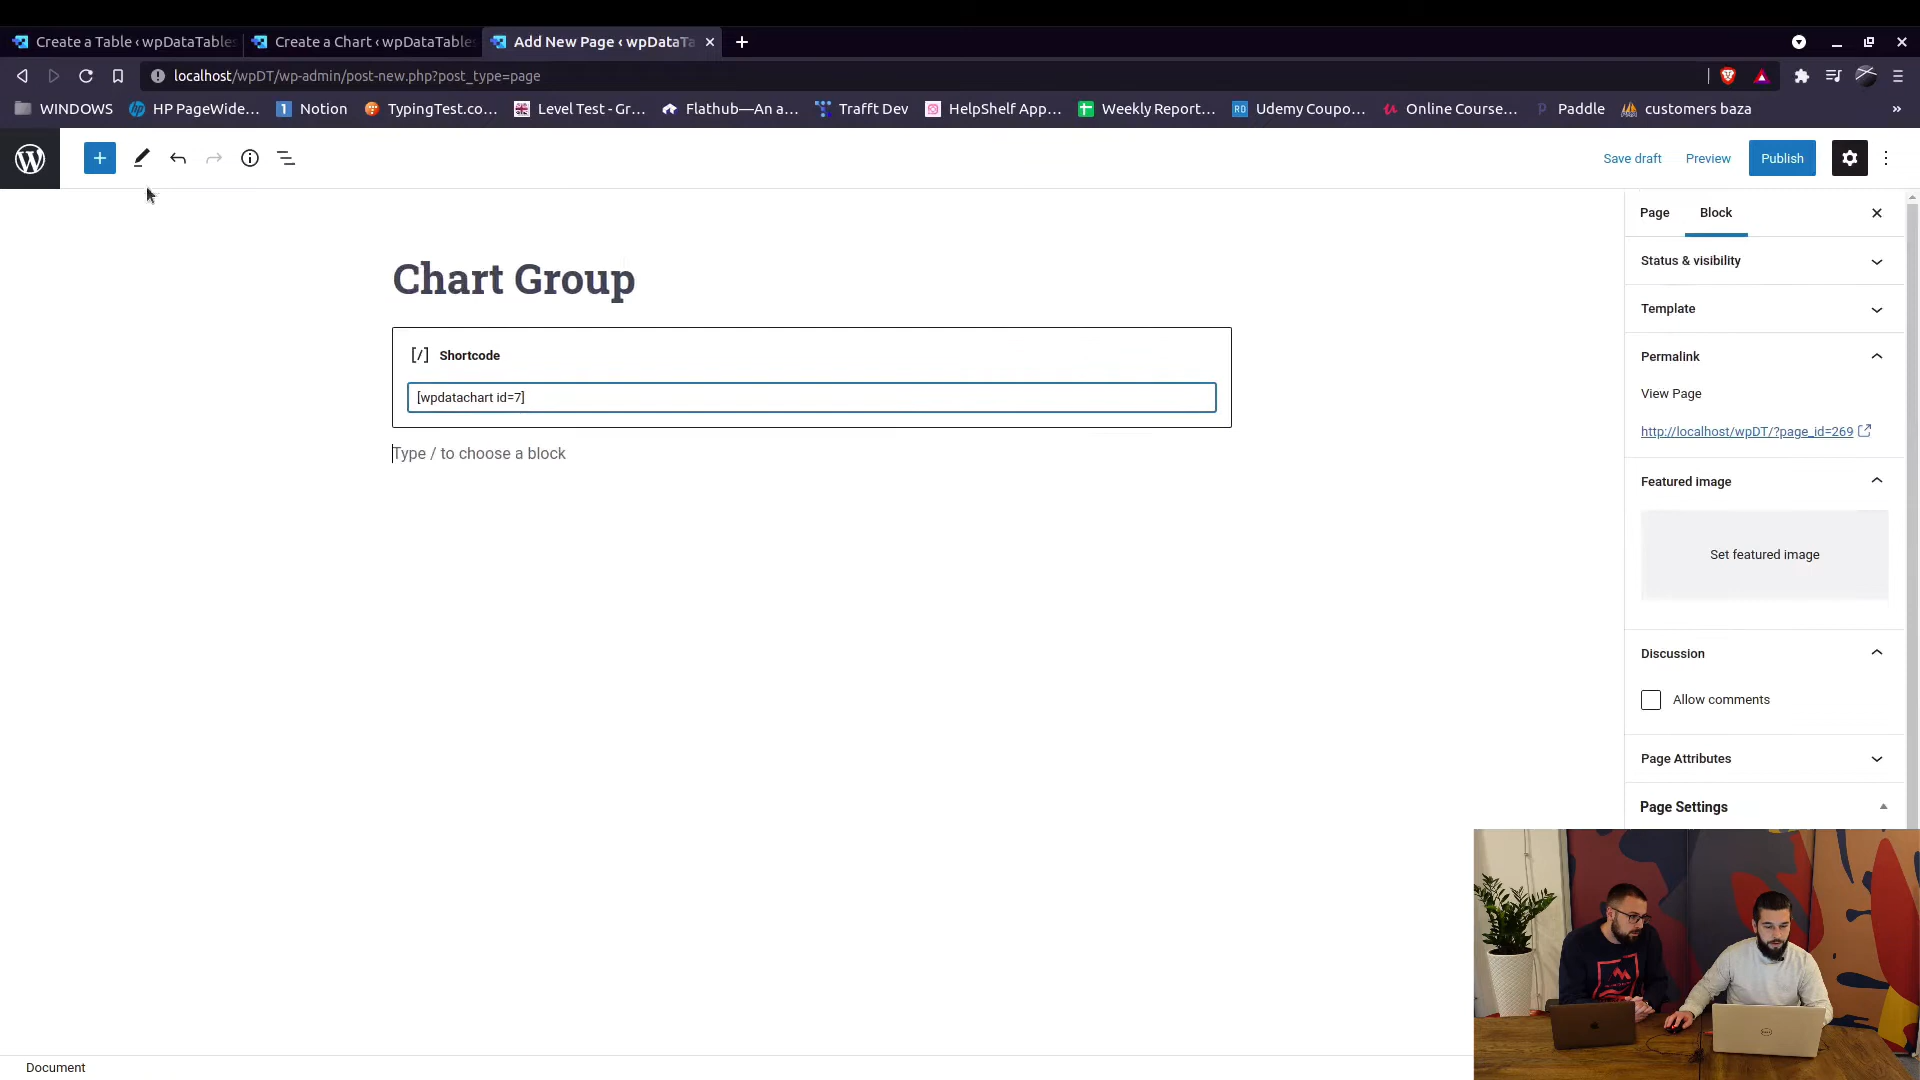 Create a Table ‹ wpDataTables
Create a Chart ‹ wpDataTables
Add New Page ‹ wpDataTa
localhost/wpDT/wp-admin/post-new.php?post_type=page
WINDOWS
HP PageWide...
Notion
TypingTest.co...
Level Test - Gr...
Flathub—An a...
Trafft Dev
HelpShelf App...
Weekly Report...
Udemy Coupo...
Online Course...
Paddle
customers baza
Save draft
Preview
Publish
Page
Block
Status & visibility
Template
Permalink
View Page
http://localhost/wpDT/?page_id=269
Featured image
Set featured image
Discussion
Allow comments
Page Attributes
Page Settings
Chart Group
[/] Shortcode
[wpdatachart id=7]
Type / to choose a block
Document